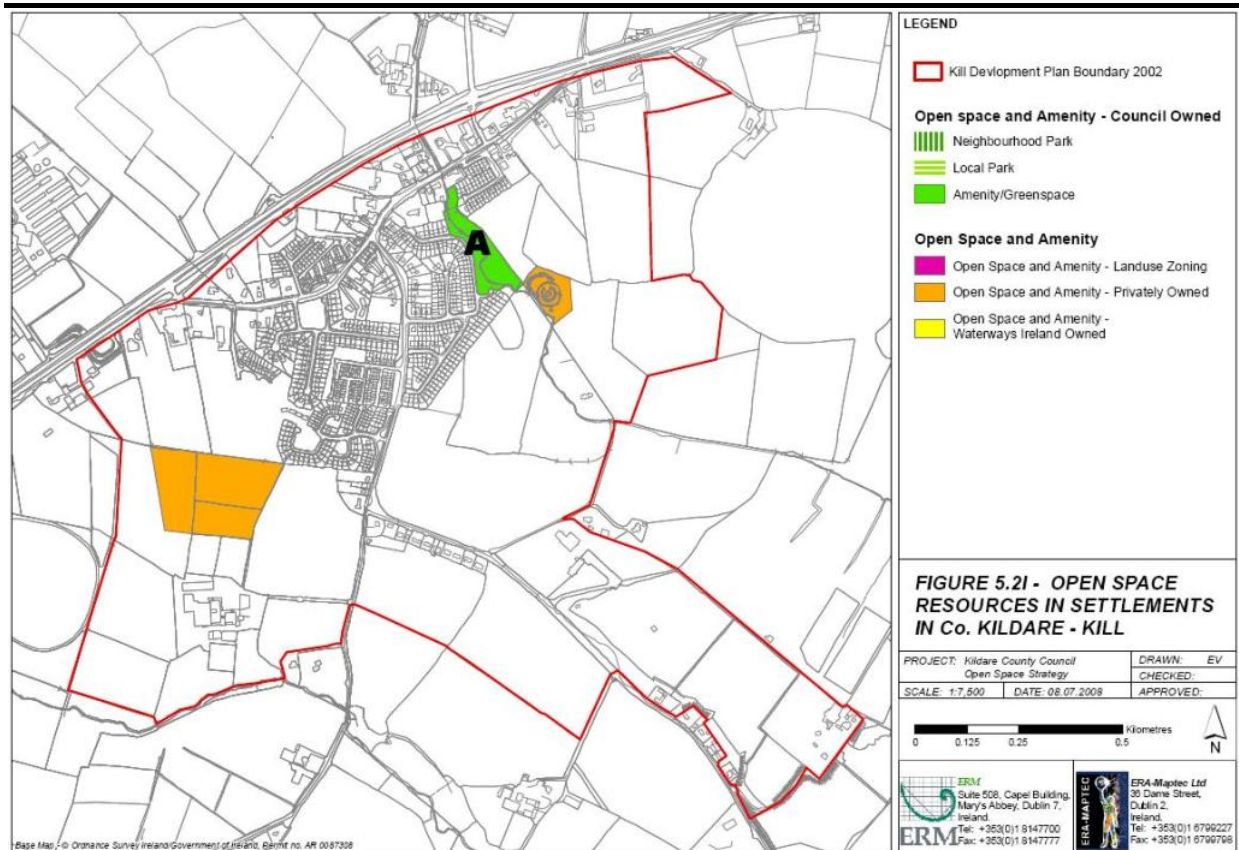 LEGEND
Kill Devlopment Plan Boundary 2002
Open space and Amenity - Council Owned
Neighbourhood Park
Local Park
Amenity/Greenspace
Open Space and Amenity
Open Space and Amenity - Landuse Zoning
Open Space and Amenity - Privately Owned
Open Space and Amenity -
Waterways Ireland Owned
A
FIGURE 5.2I - OPEN SPACE
RESOURCES IN SETTLEMENTS
IN Co. KILDARE - KILL
PROJECT: Kildare County Council
Open Space Strategy
DRAWN: EV
CHECKED:
SCALE: 1:7,500
DATE: 08.07.2008
APPROVED:
Kilometres
0 0.125 0.25 0.5
N
ERM
ERM
Suite 508, Capel Building,
Mary's Abbey, Dublin 7,
Ireland.
Tel: +353(0)1 8147700
Fax: +353(0)1 8147777
ERA-MAPTEC
ERA-Maptec Ltd
36 Dame Street,
Dublin 2,
Ireland.
Tel: +353(0)1 6799227
Fax: +353(0)1 6799798
Base Map - © Ordnance Survey Ireland/Government of Ireland, Permit no. AR 0087308